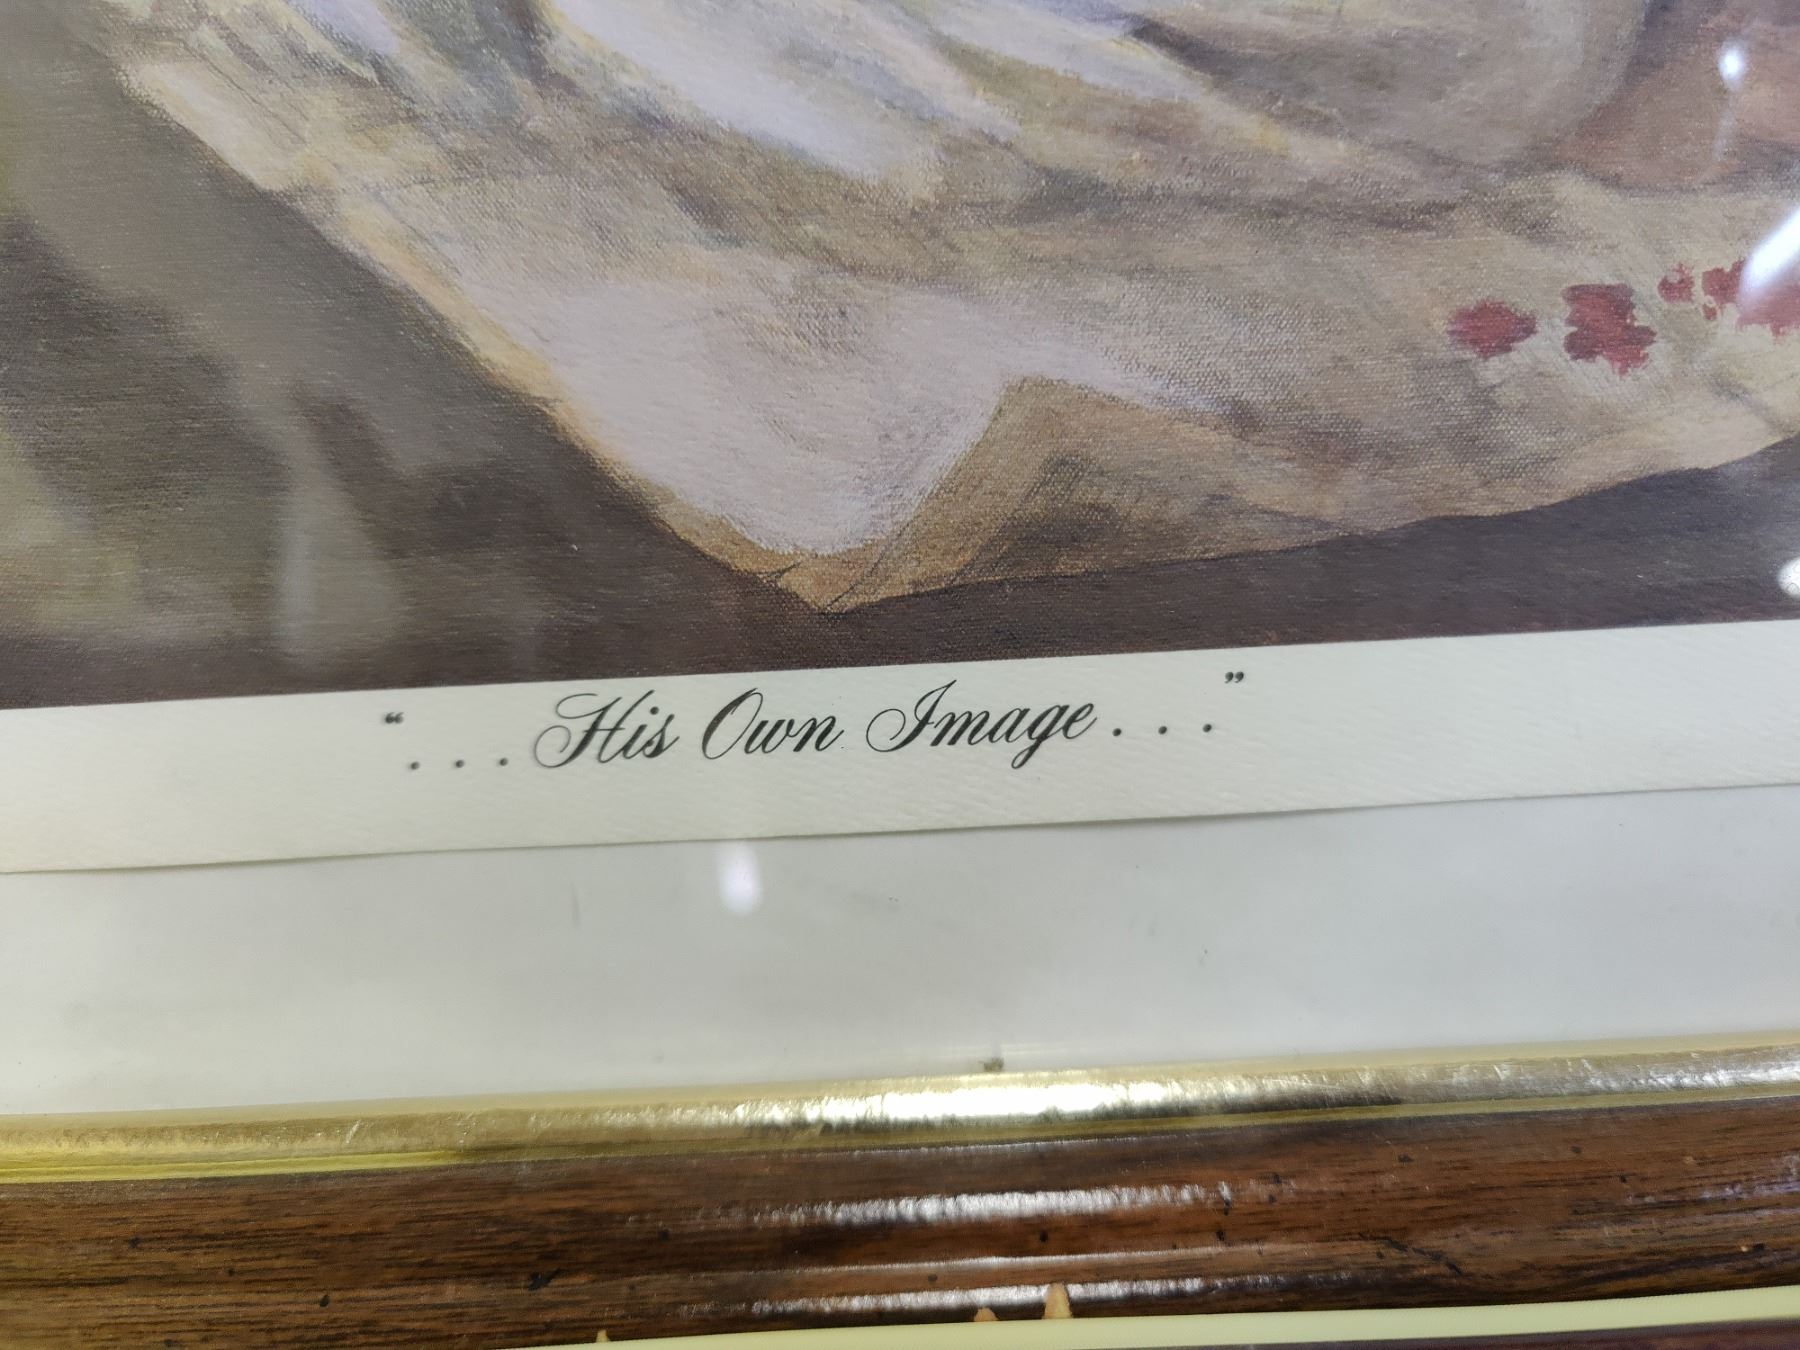 “. . . His Own Image . . .”